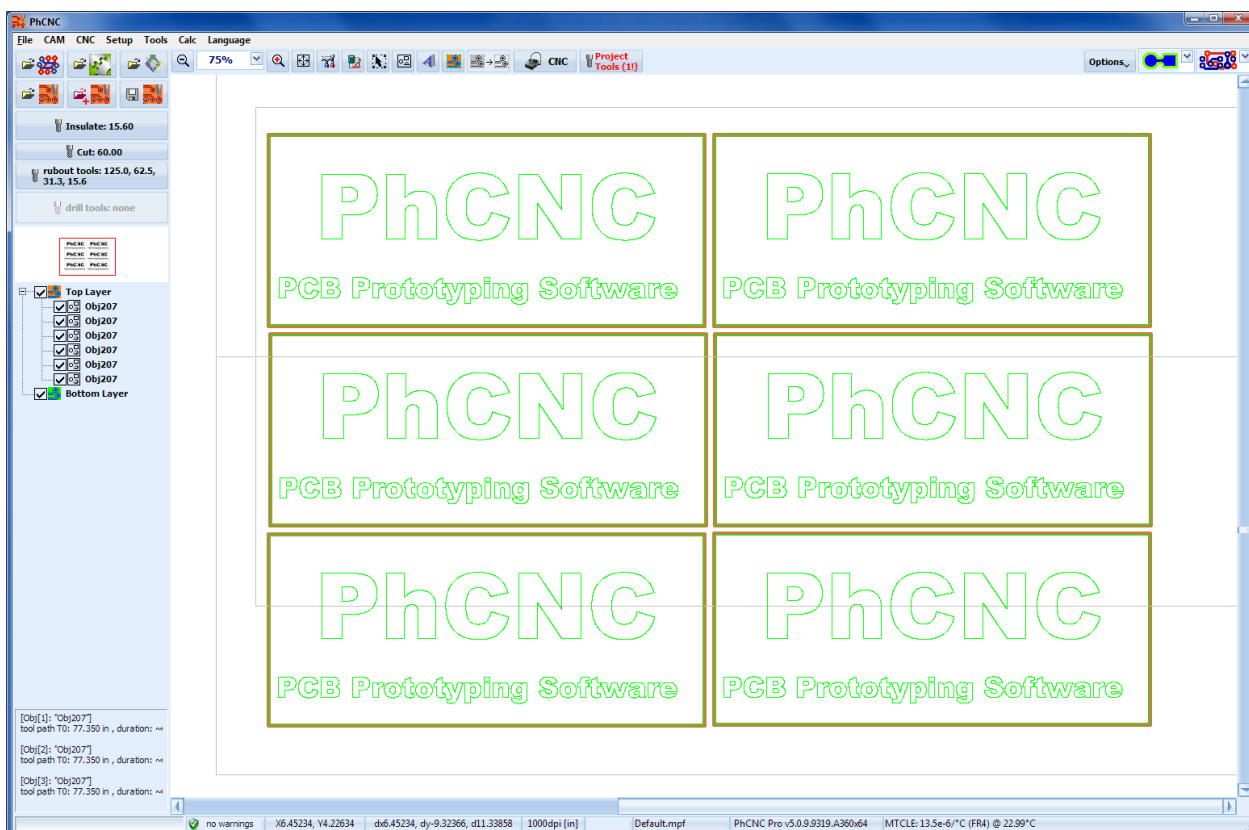 PhCNC
File CAM CNC Setup Tools Calc Language
75% CNC Project Tools (1!) Options
Insulate: 15.60
Cut: 60.00
rubout tools: 125.0, 62.5,
31.3, 15.6
drill tools: none
PhCNC PhCNC
PhCNC PhCNC
PhCNC PhCNC
Top Layer
Obj207
Obj207
Obj207
Obj207
Obj207
Obj207
Bottom Layer
PhCNC PhCNC
PCB Prototyping Software PCB Prototyping Software
PhCNC PhCNC
PCB Prototyping Software PCB Prototyping Software
PhCNC PhCNC
PCB Prototyping Software PCB Prototyping Software
[Obj[1]: "Obj207"]
tool path T0: 77.350 in , duration: ~
[Obj[2]: "Obj207"]
tool path T0: 77.350 in , duration: ~
[Obj[3]: "Obj207"]
tool path T0: 77.350 in , duration: ~
no warnings X6.45234, Y4.22634 dx6.45234, dy-9.32366, d11.33858 1000dpi [in] Default.mpf PhCNC Pro v5.0.9.9319.A360x64 MTCLE: 13.5e-6/°C (FR4) @ 22.99°C